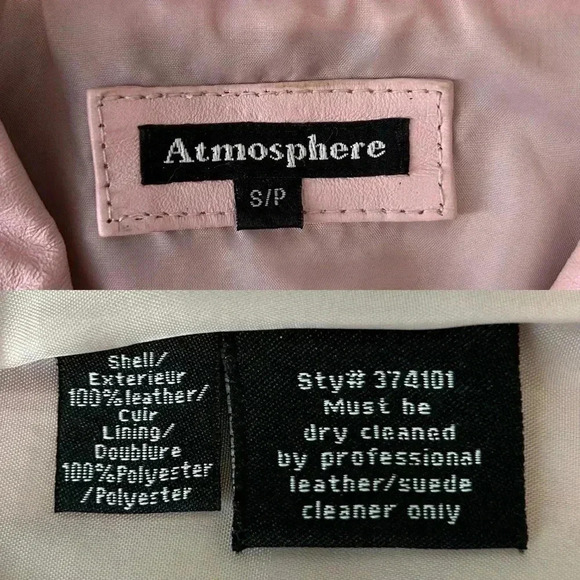 Atmosphere
S/P
Shell/
Exterieur
100%leather/
Cuir
Lining/
Doublure
100%Polyester
/Polyester
Sty# 374101
Must be
dry cleaned
by professional
leather/suede
cleaner only